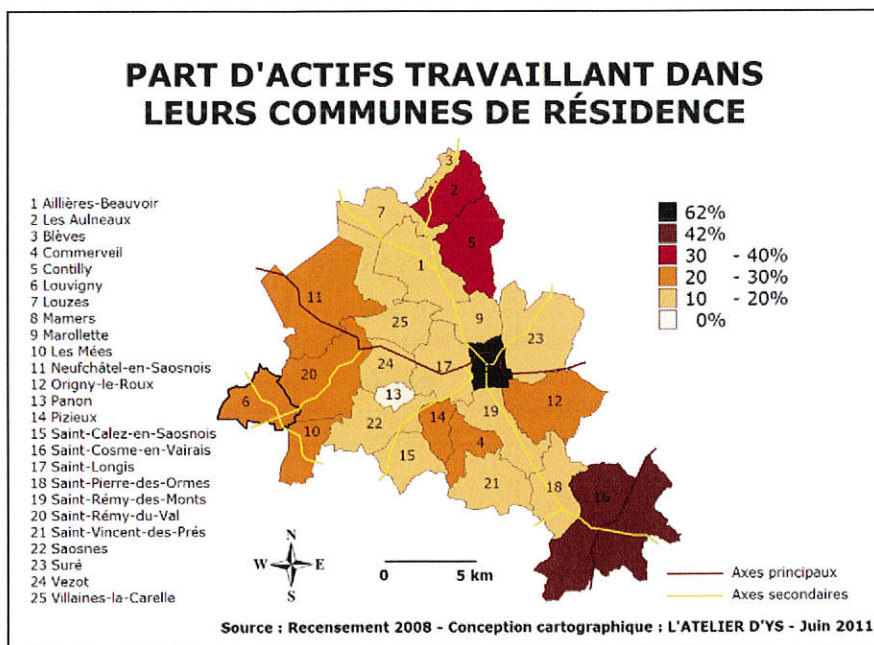 PART D'ACTIFS TRAVAILLANT DANS
LEURS COMMUNES DE RÉSIDENCE
1 Aillières-Beauvoir
2 Les Aulneaux
3 Blèves
4 Commerveil
5 Contilly
6 Louvigny
7 Louzes
8 Mamers
9 Marollette
10 Les Mées
11 Neufchâtel-en-Saosnois
12 Origny-le-Roux
13 Panon
14 Pizieux
15 Saint-Calez-en-Saosnois
16 Saint-Cosme-en-Vairais
17 Saint-Longis
18 Saint-Pierre-des-Ormes
19 Saint-Rémy-des-Monts
20 Saint-Rémy-du-Val
21 Saint-Vincent-des-Prés
22 Saosnes
23 Suré
24 Vezot
25 Villaines-la-Carelle
3
2
7
5
1
11
9
25
23
24
17
20
13
6
12
14
19
22
10
4
15
21
18
16
62%
42%
30 - 40%
20 - 30%
10 - 20%
0%
N
W E
S
0 5 km
Axes principaux
Axes secondaires
Source : Recensement 2008 - Conception cartographique : L'ATELIER D'YS - Juin 2011